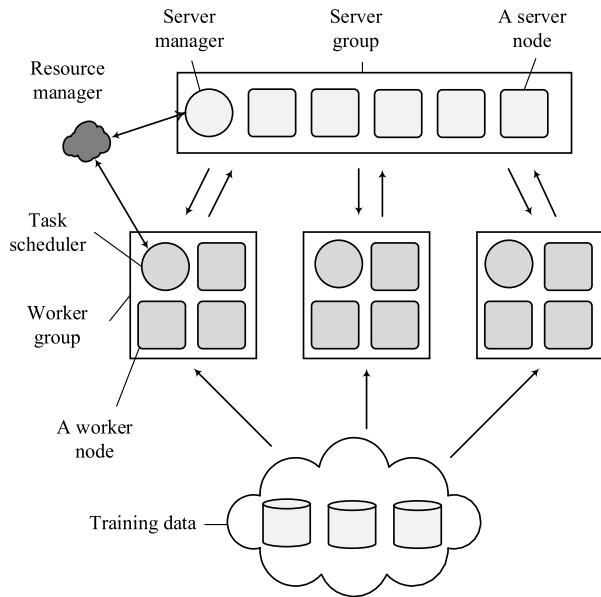 Server
manager
Server
group
A server
node
Resource
manager
Task
scheduler
Worker
group
A worker
node
Training data